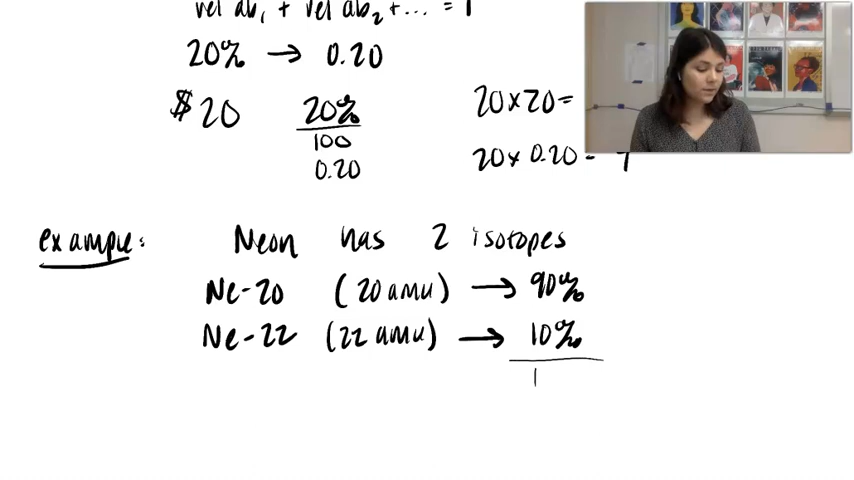 rel ab1 + rel ab2 + ... = 1
20% → 0.20
$20 20% 20 x 20 =
100
0.20 20 x 0.20 =
example: Neon has 2 isotopes
Ne-20 (20 amu) → 90%
Ne-22 (22 amu) → 10%
1